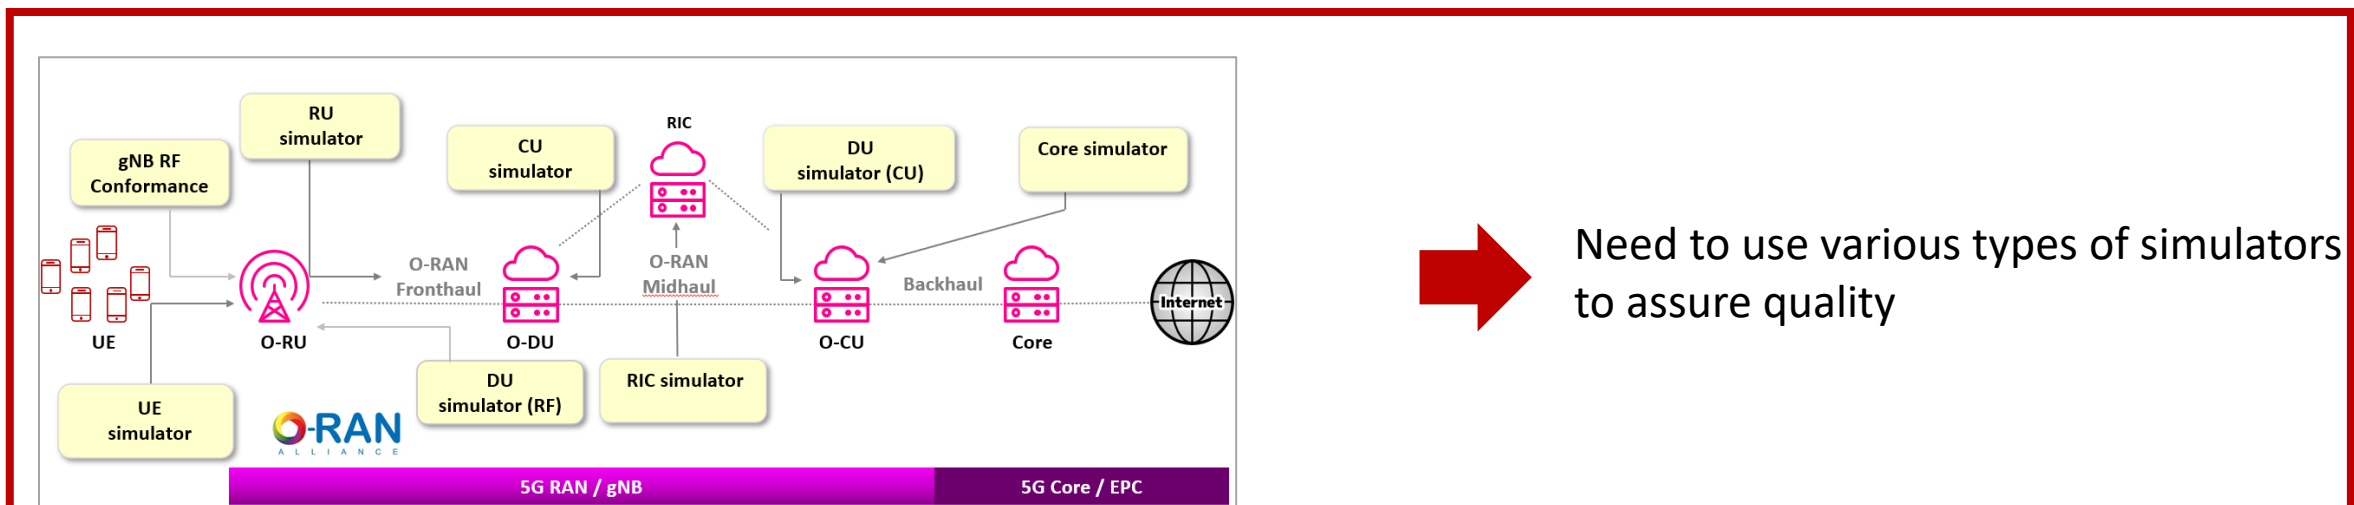 RU
simulator
gNB RF
Conformance
CU
simulator
RIC
DU
simulator (CU)
Core simulator
O-RAN
Fronthaul
O-RAN
Midhaul
Backhaul
Internet
UE
O-RU
O-DU
O-CU
Core
UE
simulator
DU
simulator (RF)
RIC simulator
O-RAN
ALLIANCE
5G RAN / gNB
5G Core / EPC
Need to use various types of simulators
to assure quality